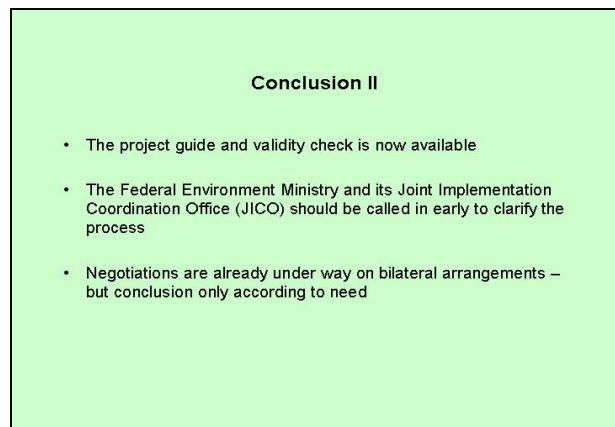 Conclusion II
• The project guide and validity check is now available
• The Federal Environment Ministry and its Joint Implementation
Coordination Office (JICO) should be called in early to clarify the
process
• Negotiations are already under way on bilateral arrangements –
but conclusion only according to need